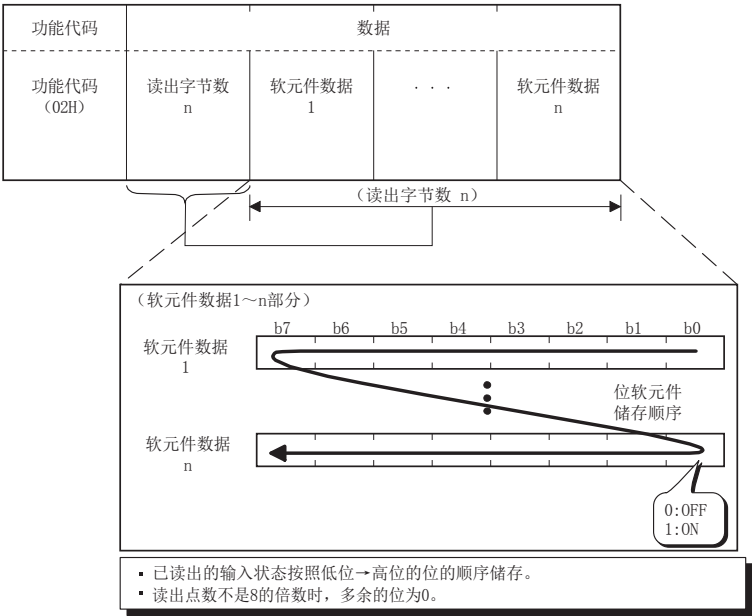 功能代码 数据
功能代码
（02H）
读出字节数
n
软元件数据
1
· · ·
软元件数据
n
（读出字节数 n）
（软元件数据1～n部分）
b7 b6 b5 b4 b3 b2 b1 b0
软元件数据
1
位软元件
储存顺序
软元件数据
n
0:OFF
1:ON
▪ 已读出的输入状态按照低位→高位的位的顺序储存。
▪ 读出点数不是8的倍数时，多余的位为0。